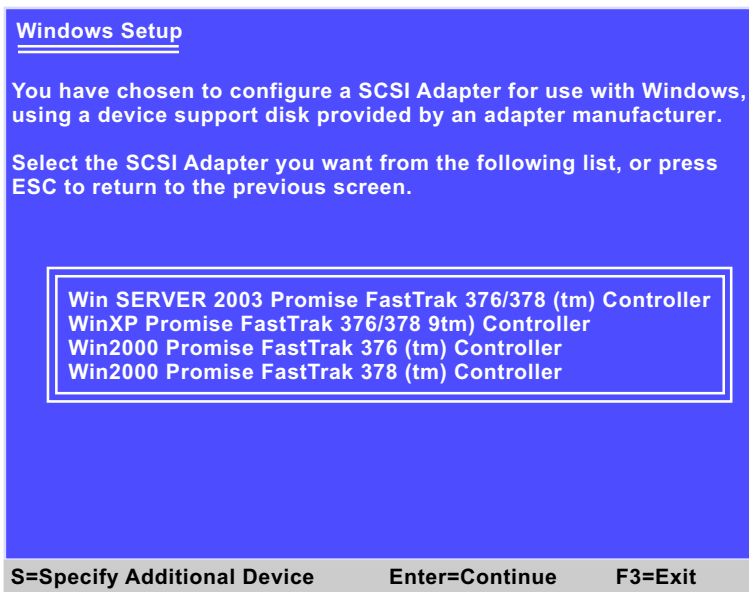 Windows Setup
You have chosen to configure a SCSI Adapter for use with Windows,
using a device support disk provided by an adapter manufacturer.
Select the SCSI Adapter you want from the following list, or press
ESC to return to the previous screen.
Win SERVER 2003 Promise FastTrak 376/378 (tm) Controller
WinXP Promise FastTrak 376/378 9tm) Controller
Win2000 Promise FastTrak 376 (tm) Controller
Win2000 Promise FastTrak 378 (tm) Controller
S=Specify Additional Device Enter=Continue F3=Exit